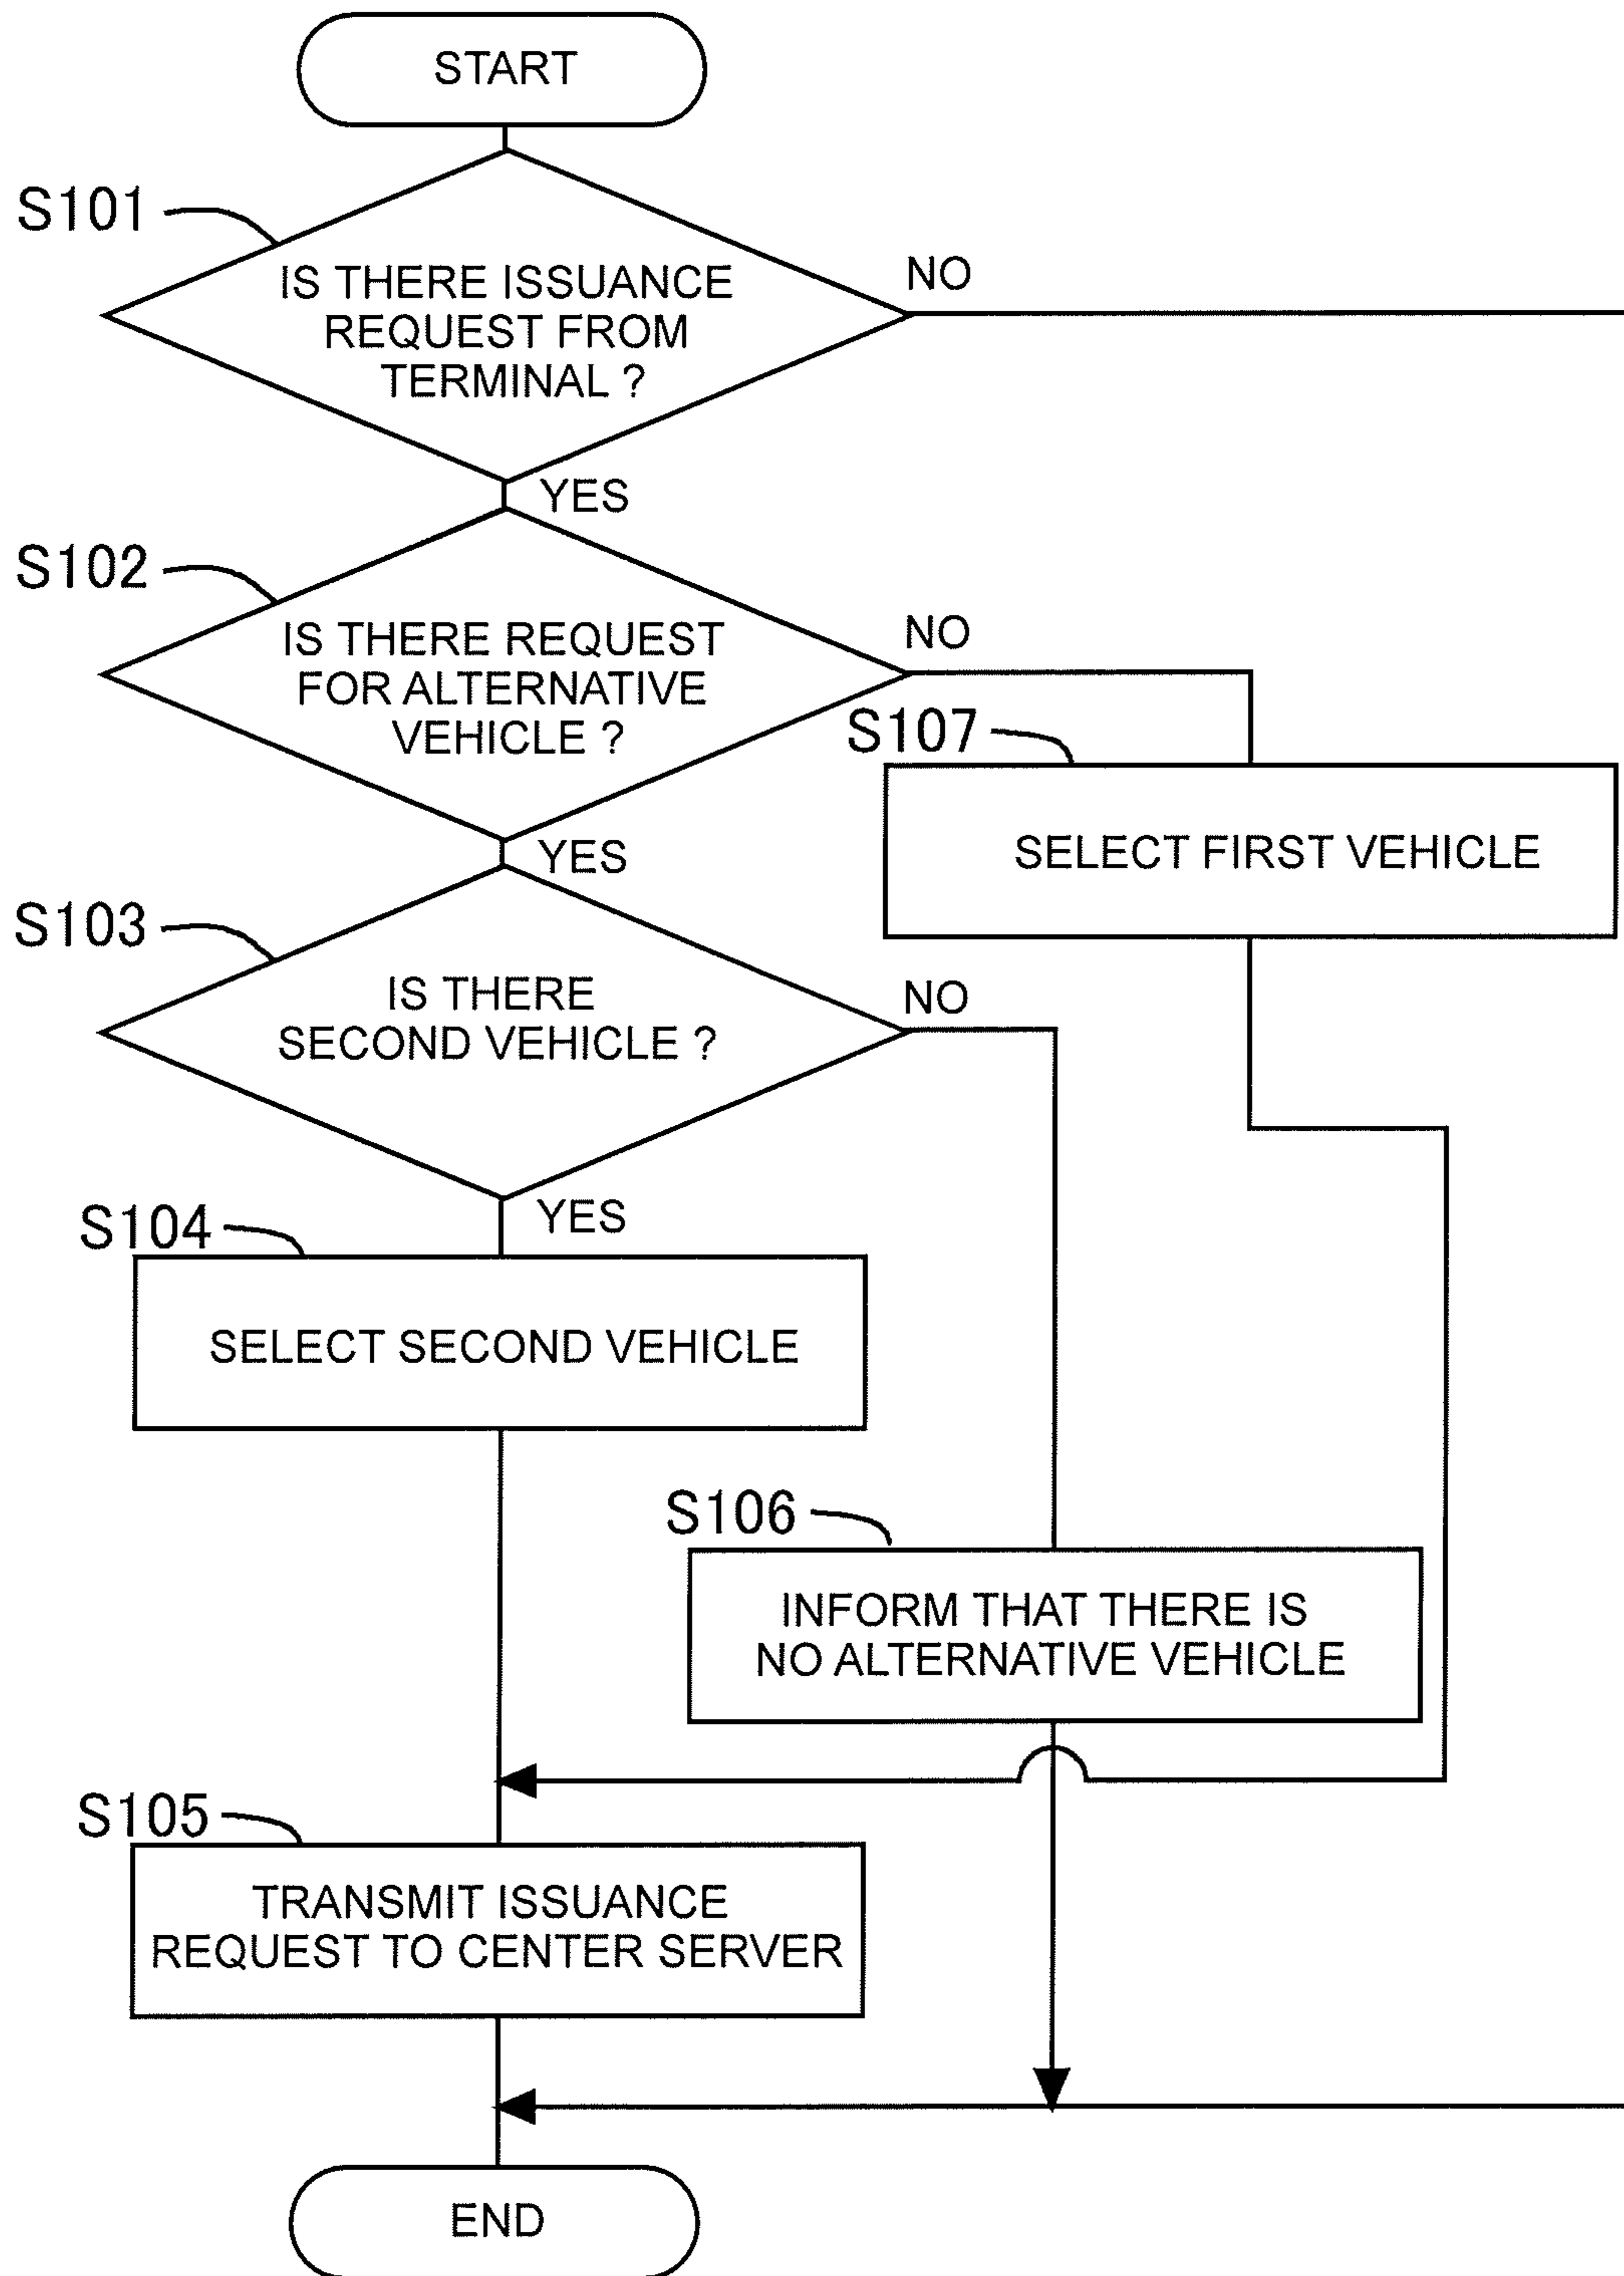 START
S101
IS THERE ISSUANCE
REQUEST FROM
TERMINAL ?
NO
YES
S102
IS THERE REQUEST
FOR ALTERNATIVE
VEHICLE ?
NO
S107
SELECT FIRST VEHICLE
YES
S103
IS THERE
SECOND VEHICLE ?
NO
YES
S104
SELECT SECOND VEHICLE
S106
INFORM THAT THERE IS
NO ALTERNATIVE VEHICLE
S105
TRANSMIT ISSUANCE
REQUEST TO CENTER SERVER
END